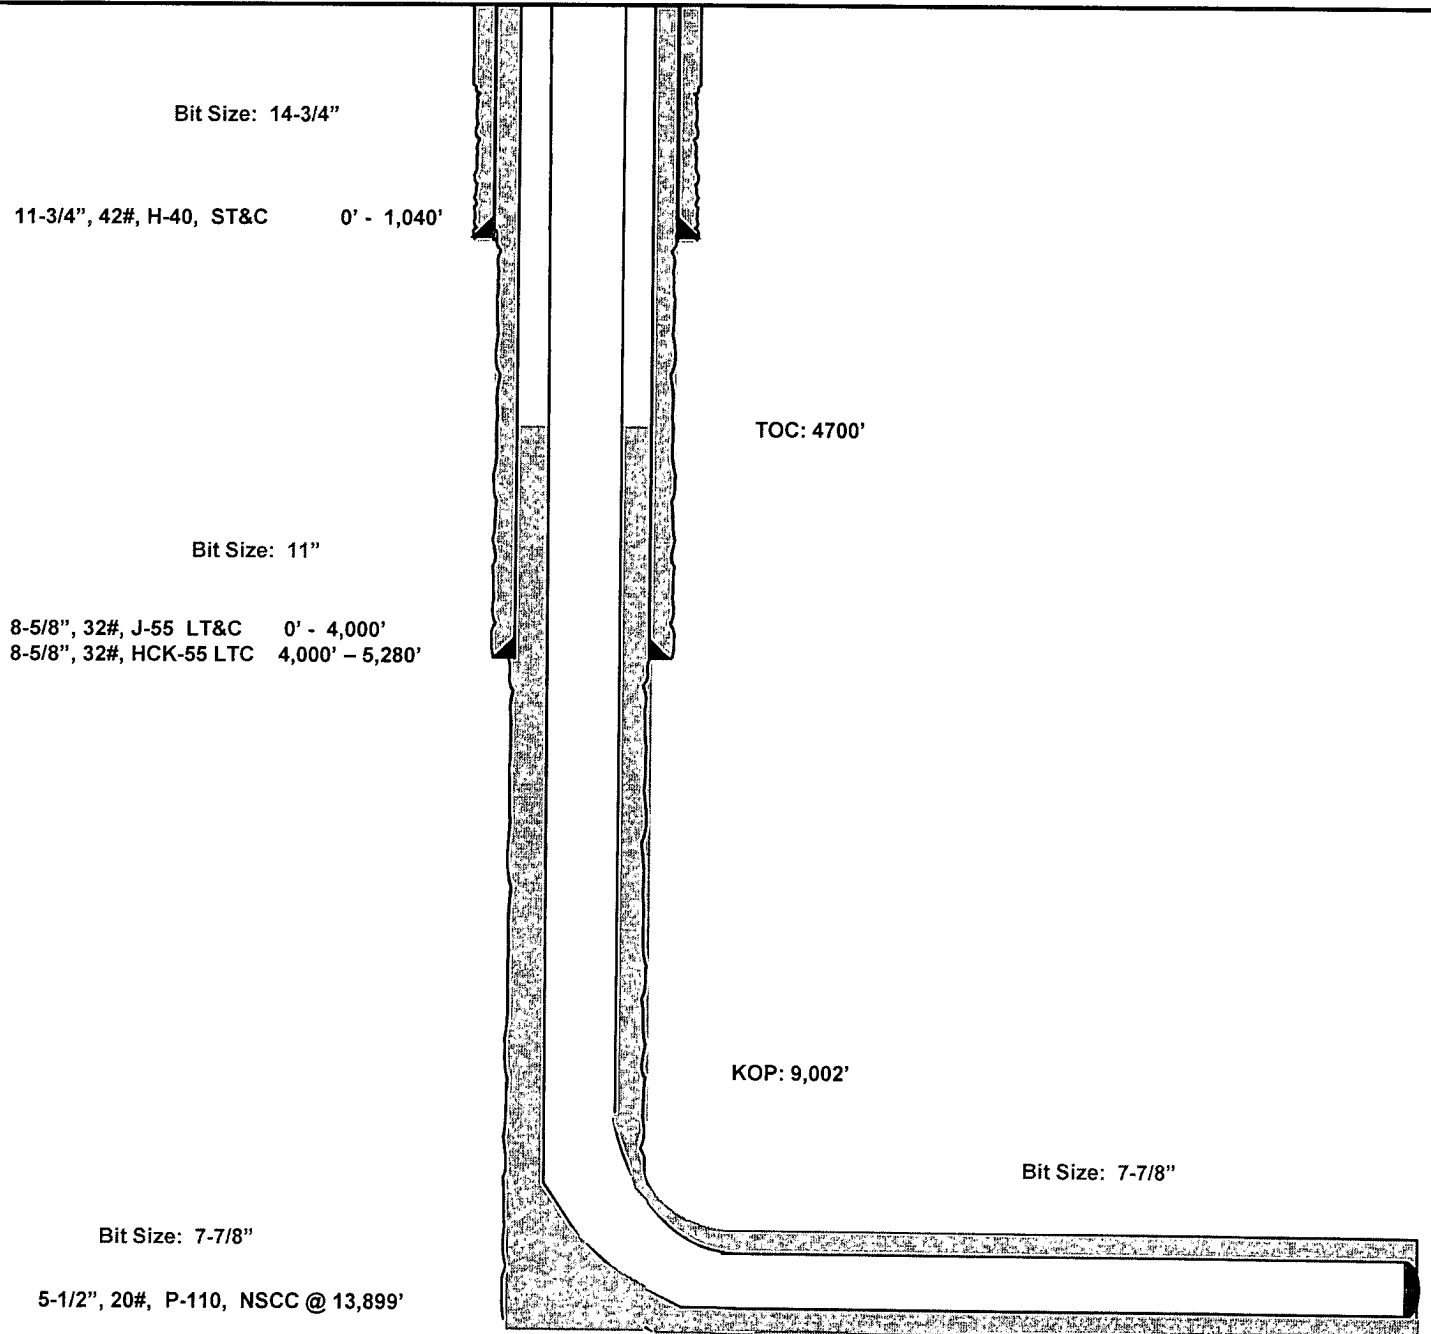 Bit Size: 14-3/4”
11-3/4”, 42#, H-40, ST&C 0’ - 1,040’
TOC: 4700’
Bit Size: 11”
8-5/8”, 32#, J-55 LT&C 0’ - 4,000’
8-5/8”, 32#, HCK-55 LTC 4,000’ – 5,280’
KOP: 9,002’
Bit Size: 7-7/8”
Bit Size: 7-7/8”
5-1/2”, 20#, P-110, NSCC @ 13,899’